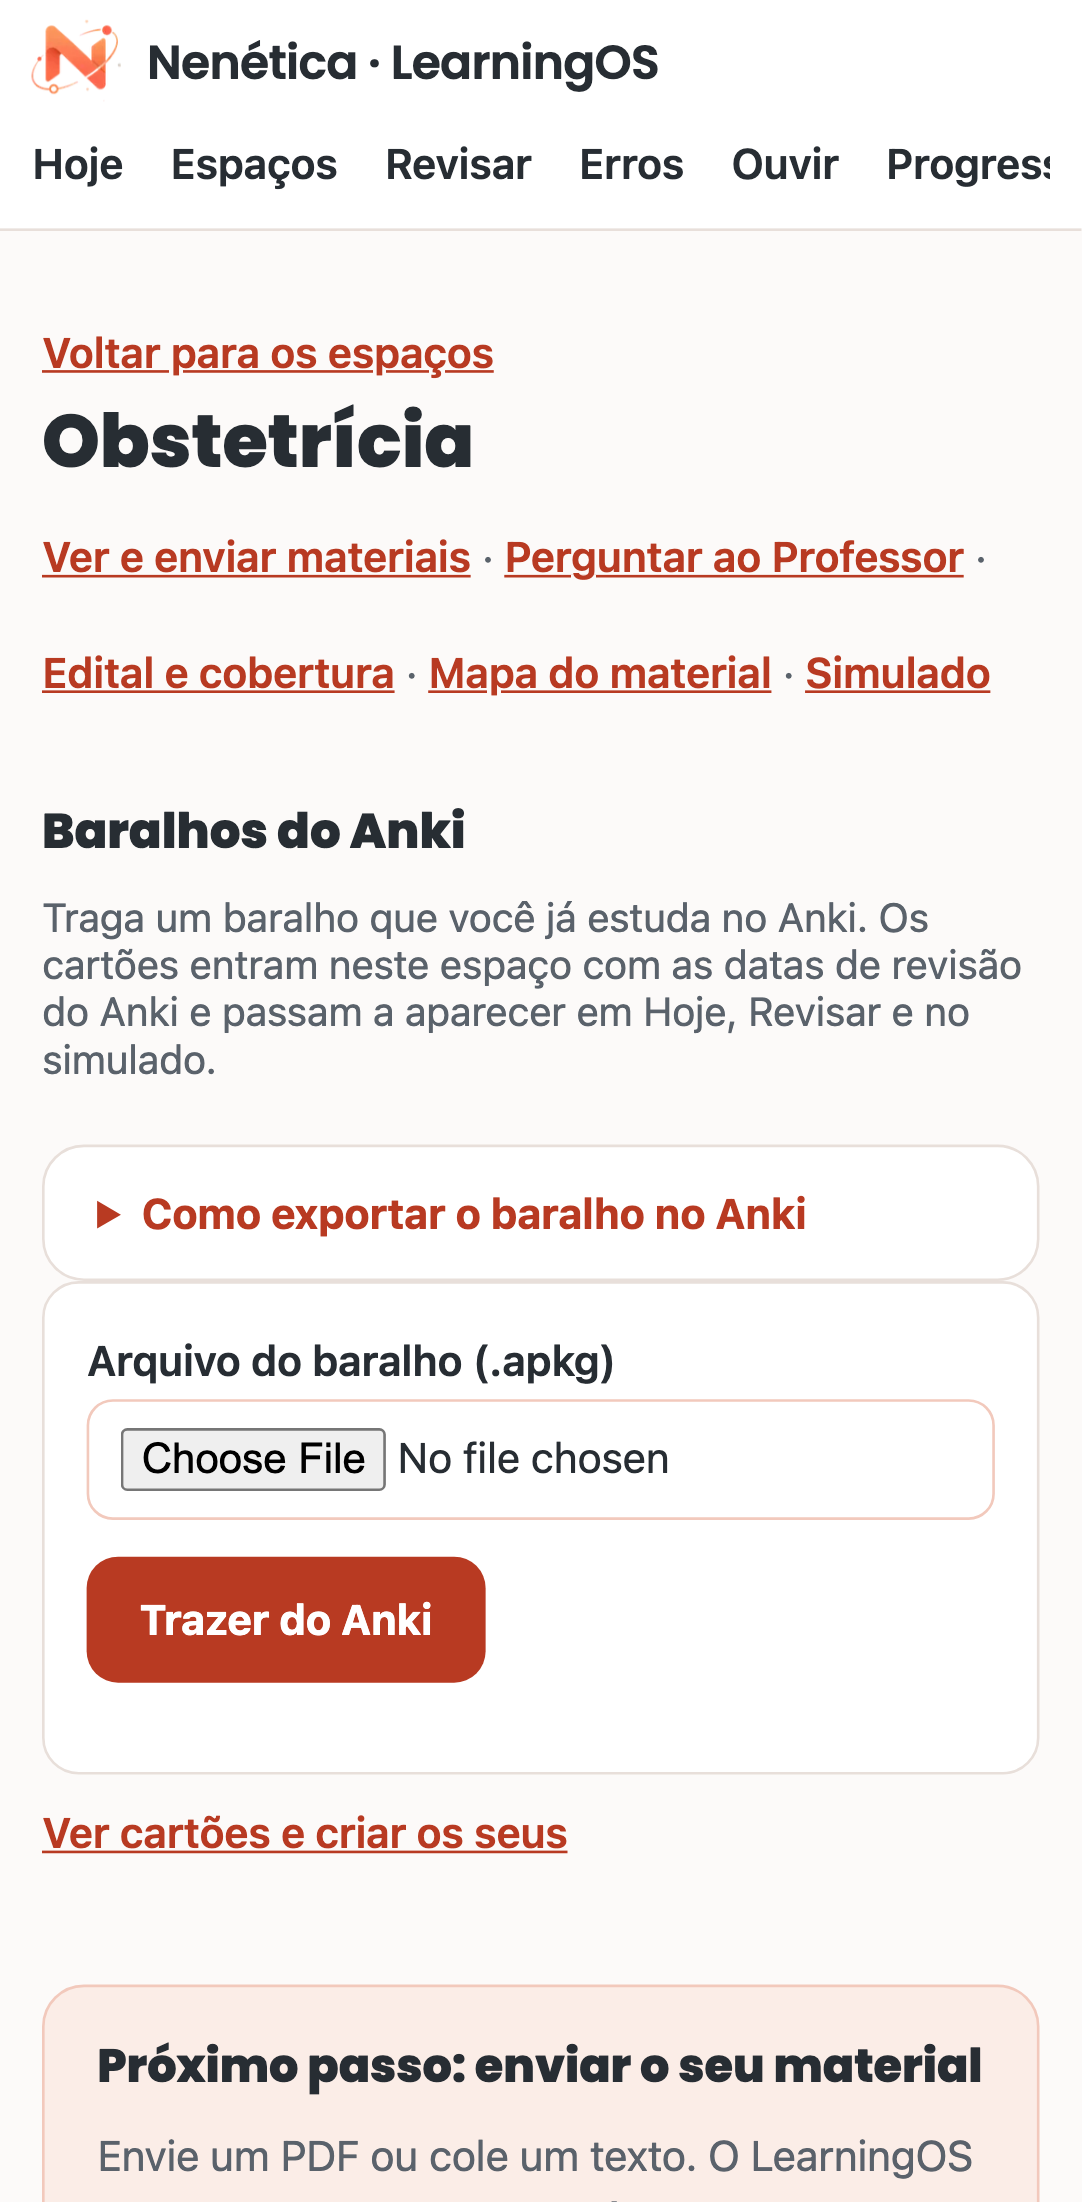 Nenética · LearningOS
Hoje Espaços Revisar Erros Ouvir Progress
Voltar para os espaços
Obstetrícia
Ver e enviar materiais · Perguntar ao Professor ·
Edital e cobertura · Mapa do material · Simulado
Baralhos do Anki
Traga um baralho que você já estuda no Anki. Os
cartões entram neste espaço com as datas de revisão
do Anki e passam a aparecer em Hoje, Revisar e no
simulado.
Como exportar o baralho no Anki
Arquivo do baralho (.apkg)
Choose File No file chosen
Trazer do Anki
Ver cartões e criar os seus
Próximo passo: enviar o seu material
Envie um PDF ou cole um texto. O LearningOS